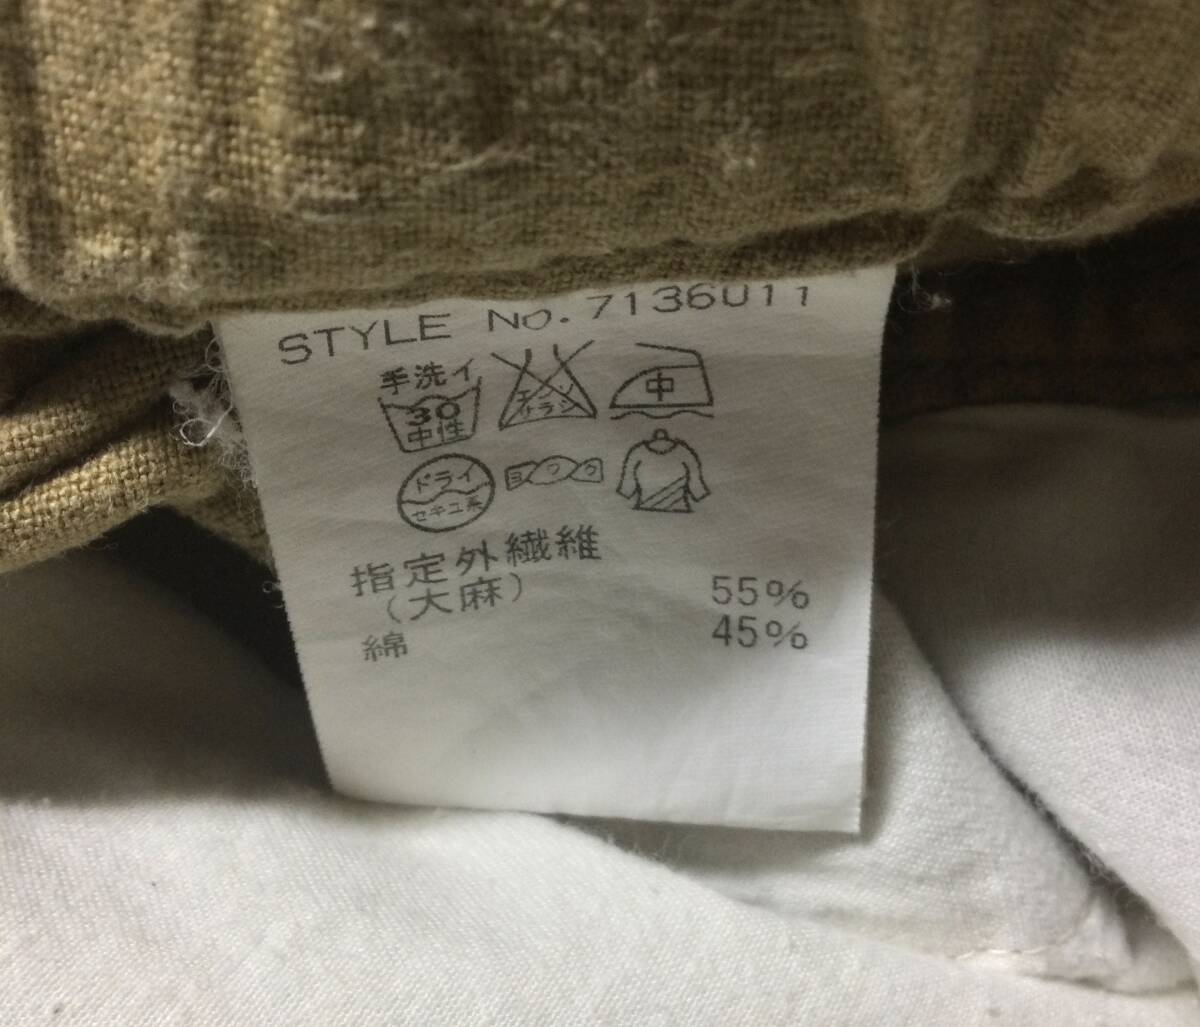 STYLE No. 7136011
手洗イ
30 エンソ 中
中性 サラシ
ドライ ヨワク
セキユ系
指定外繊維
(大麻) 55%
綿 45%